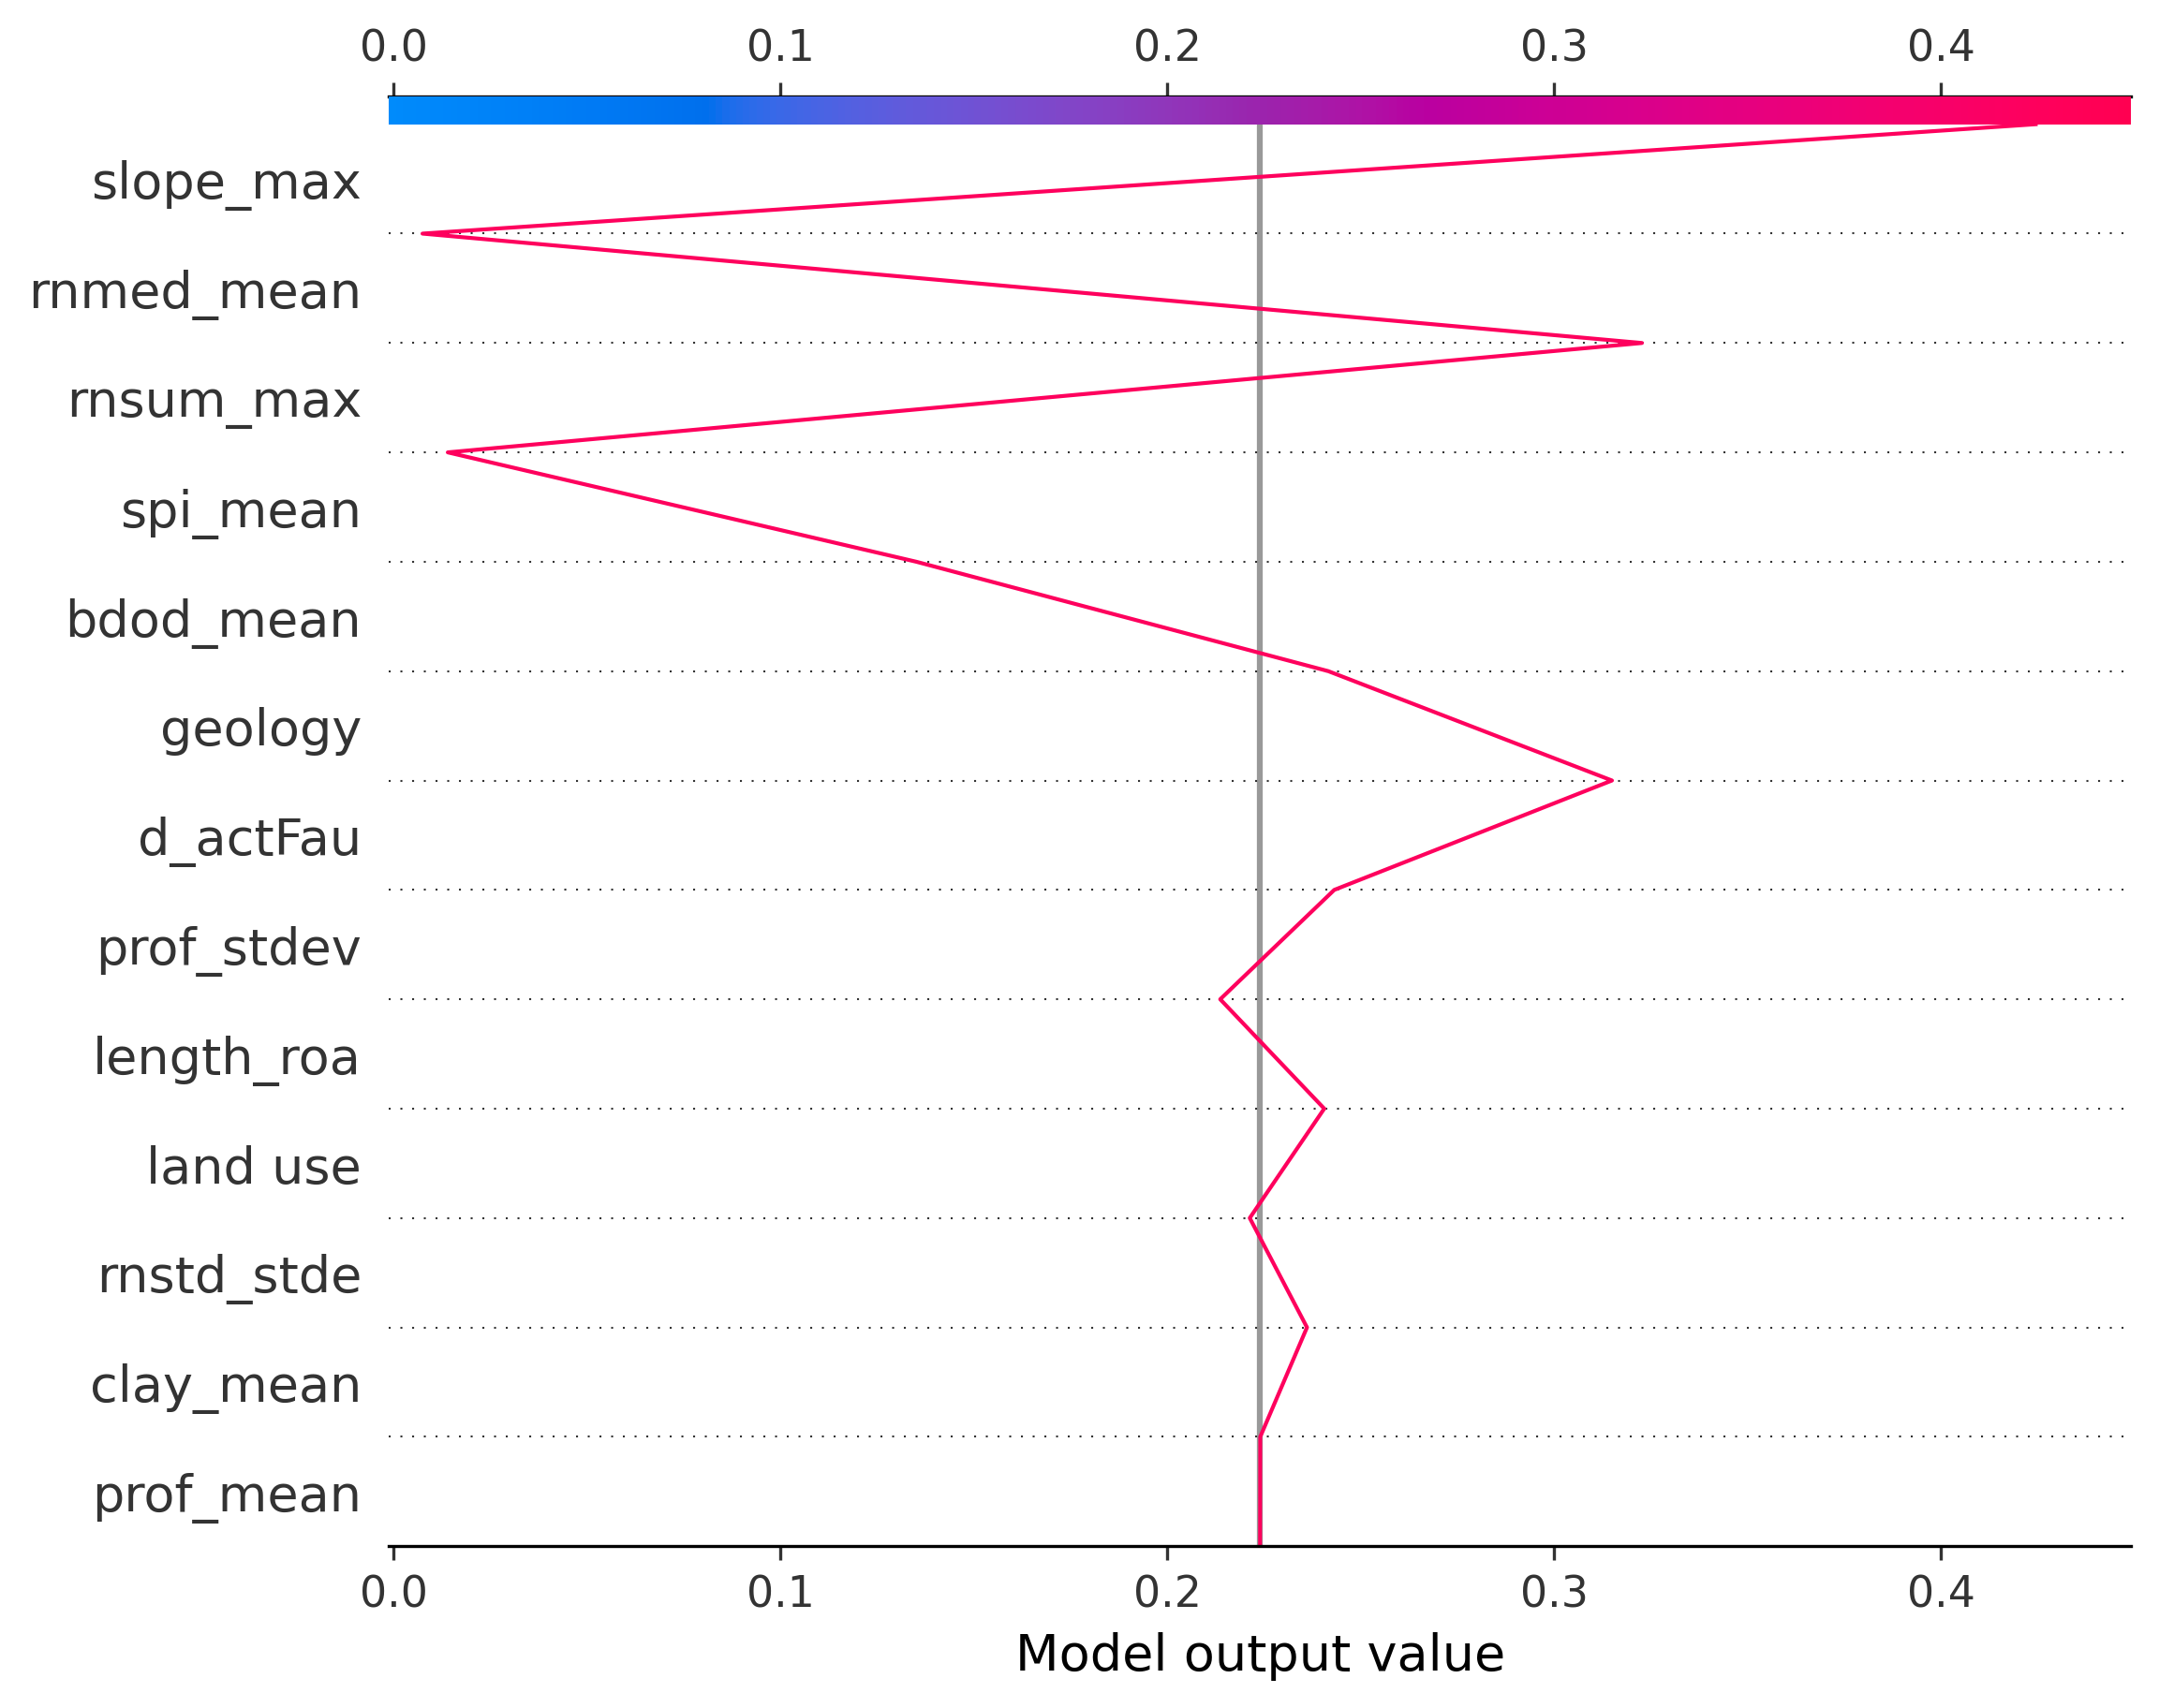 0.0 0.1 0.2 0.3 0.4
slope_max
rnmed_mean
rnsum_max
spi_mean
bdod_mean
geology
d_actFau
prof_stdev
length_roa
land use
rnstd_stde
clay_mean
prof_mean
0.0 0.1 0.2 0.3 0.4
Model output value